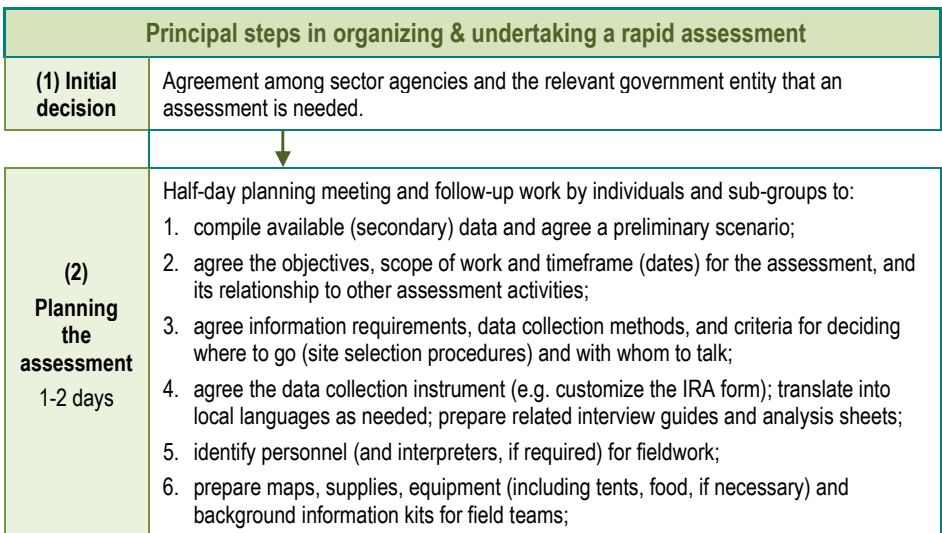 Principal steps in organizing & undertaking a rapid assessment
(1) Initial
decision
Agreement among sector agencies and the relevant government entity that an
assessment is needed.
(2)
Planning
the
assessment
1-2 days
Half-day planning meeting and follow-up work by individuals and sub-groups to:
1. compile available (secondary) data and agree a preliminary scenario;
2. agree the objectives, scope of work and timeframe (dates) for the assessment, and
its relationship to other assessment activities;
3. agree information requirements, data collection methods, and criteria for deciding
where to go (site selection procedures) and with whom to talk;
4. agree the data collection instrument (e.g. customize the IRA form); translate into
local languages as needed; prepare related interview guides and analysis sheets;
5. identify personnel (and interpreters, if required) for fieldwork;
6. prepare maps, supplies, equipment (including tents, food, if necessary) and
background information kits for field teams;